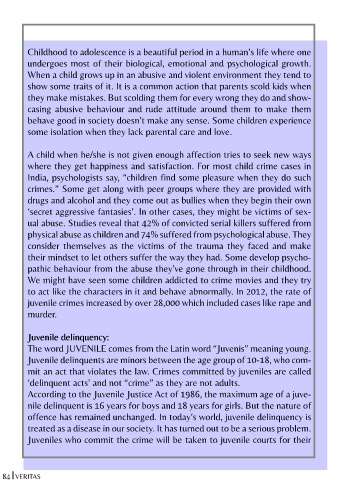 Childhood to adolescence is a beautiful period in a human's life where one
undergoes most of their biological, emotional and psychological growth.
When a child grows up in an abusive and violent environment they tend to
show some traits of it. It is a common action that parents scold kids when
they make mistakes. But scolding them for every wrong they do and show-
casing abusive behaviour and rude attitude around them to make them
behave good in society doesn't make any sense. Some children experience
some isolation when they lack parental care and love.
A child when he/she is not given enough affection tries to seek new ways
where they get happiness and satisfaction. For most child crime cases in
India, psychologists say, "children find some pleasure when they do such
crimes." Some get along with peer groups where they are provided with
drugs and alcohol and they come out as bullies when they begin their own
'secret aggressive fantasies'. In other cases, they might be victims of sex-
ual abuse. Studies reveal that 42% of convicted serial killers suffered from
physical abuse as children and 74% suffered from psychological abuse. They
consider themselves as the victims of the trauma they faced and make
their mindset to let others suffer the way they had. Some develop psycho-
pathic behaviour from the abuse they've gone through in their childhood.
We might have seen some children addicted to crime movies and they try
to act like the characters in it and behave abnormally. In 2012, the rate of
juvenile crimes increased by over 28,000 which included cases like rape and
murder.
Juvenile delinquency:
The word JUVENILE comes from the Latin word "Juvenis" meaning young.
Juvenile delinquents are minors between the age group of 10-18, who com-
mit an act that violates the law. Crimes committed by juveniles are called
'delinquent acts' and not "crime" as they are not adults.
According to the Juvenile Justice Act of 1986, the maximum age of a juve-
nile delinquent is 16 years for boys and 18 years for girls. But the nature of
offence has remained unchanged. In today's world, juvenile delinquency is
treated as a disease in our society. It has turned out to be a serious problem.
Juveniles who commit the crime will be taken to juvenile courts for their
84 VERITAS